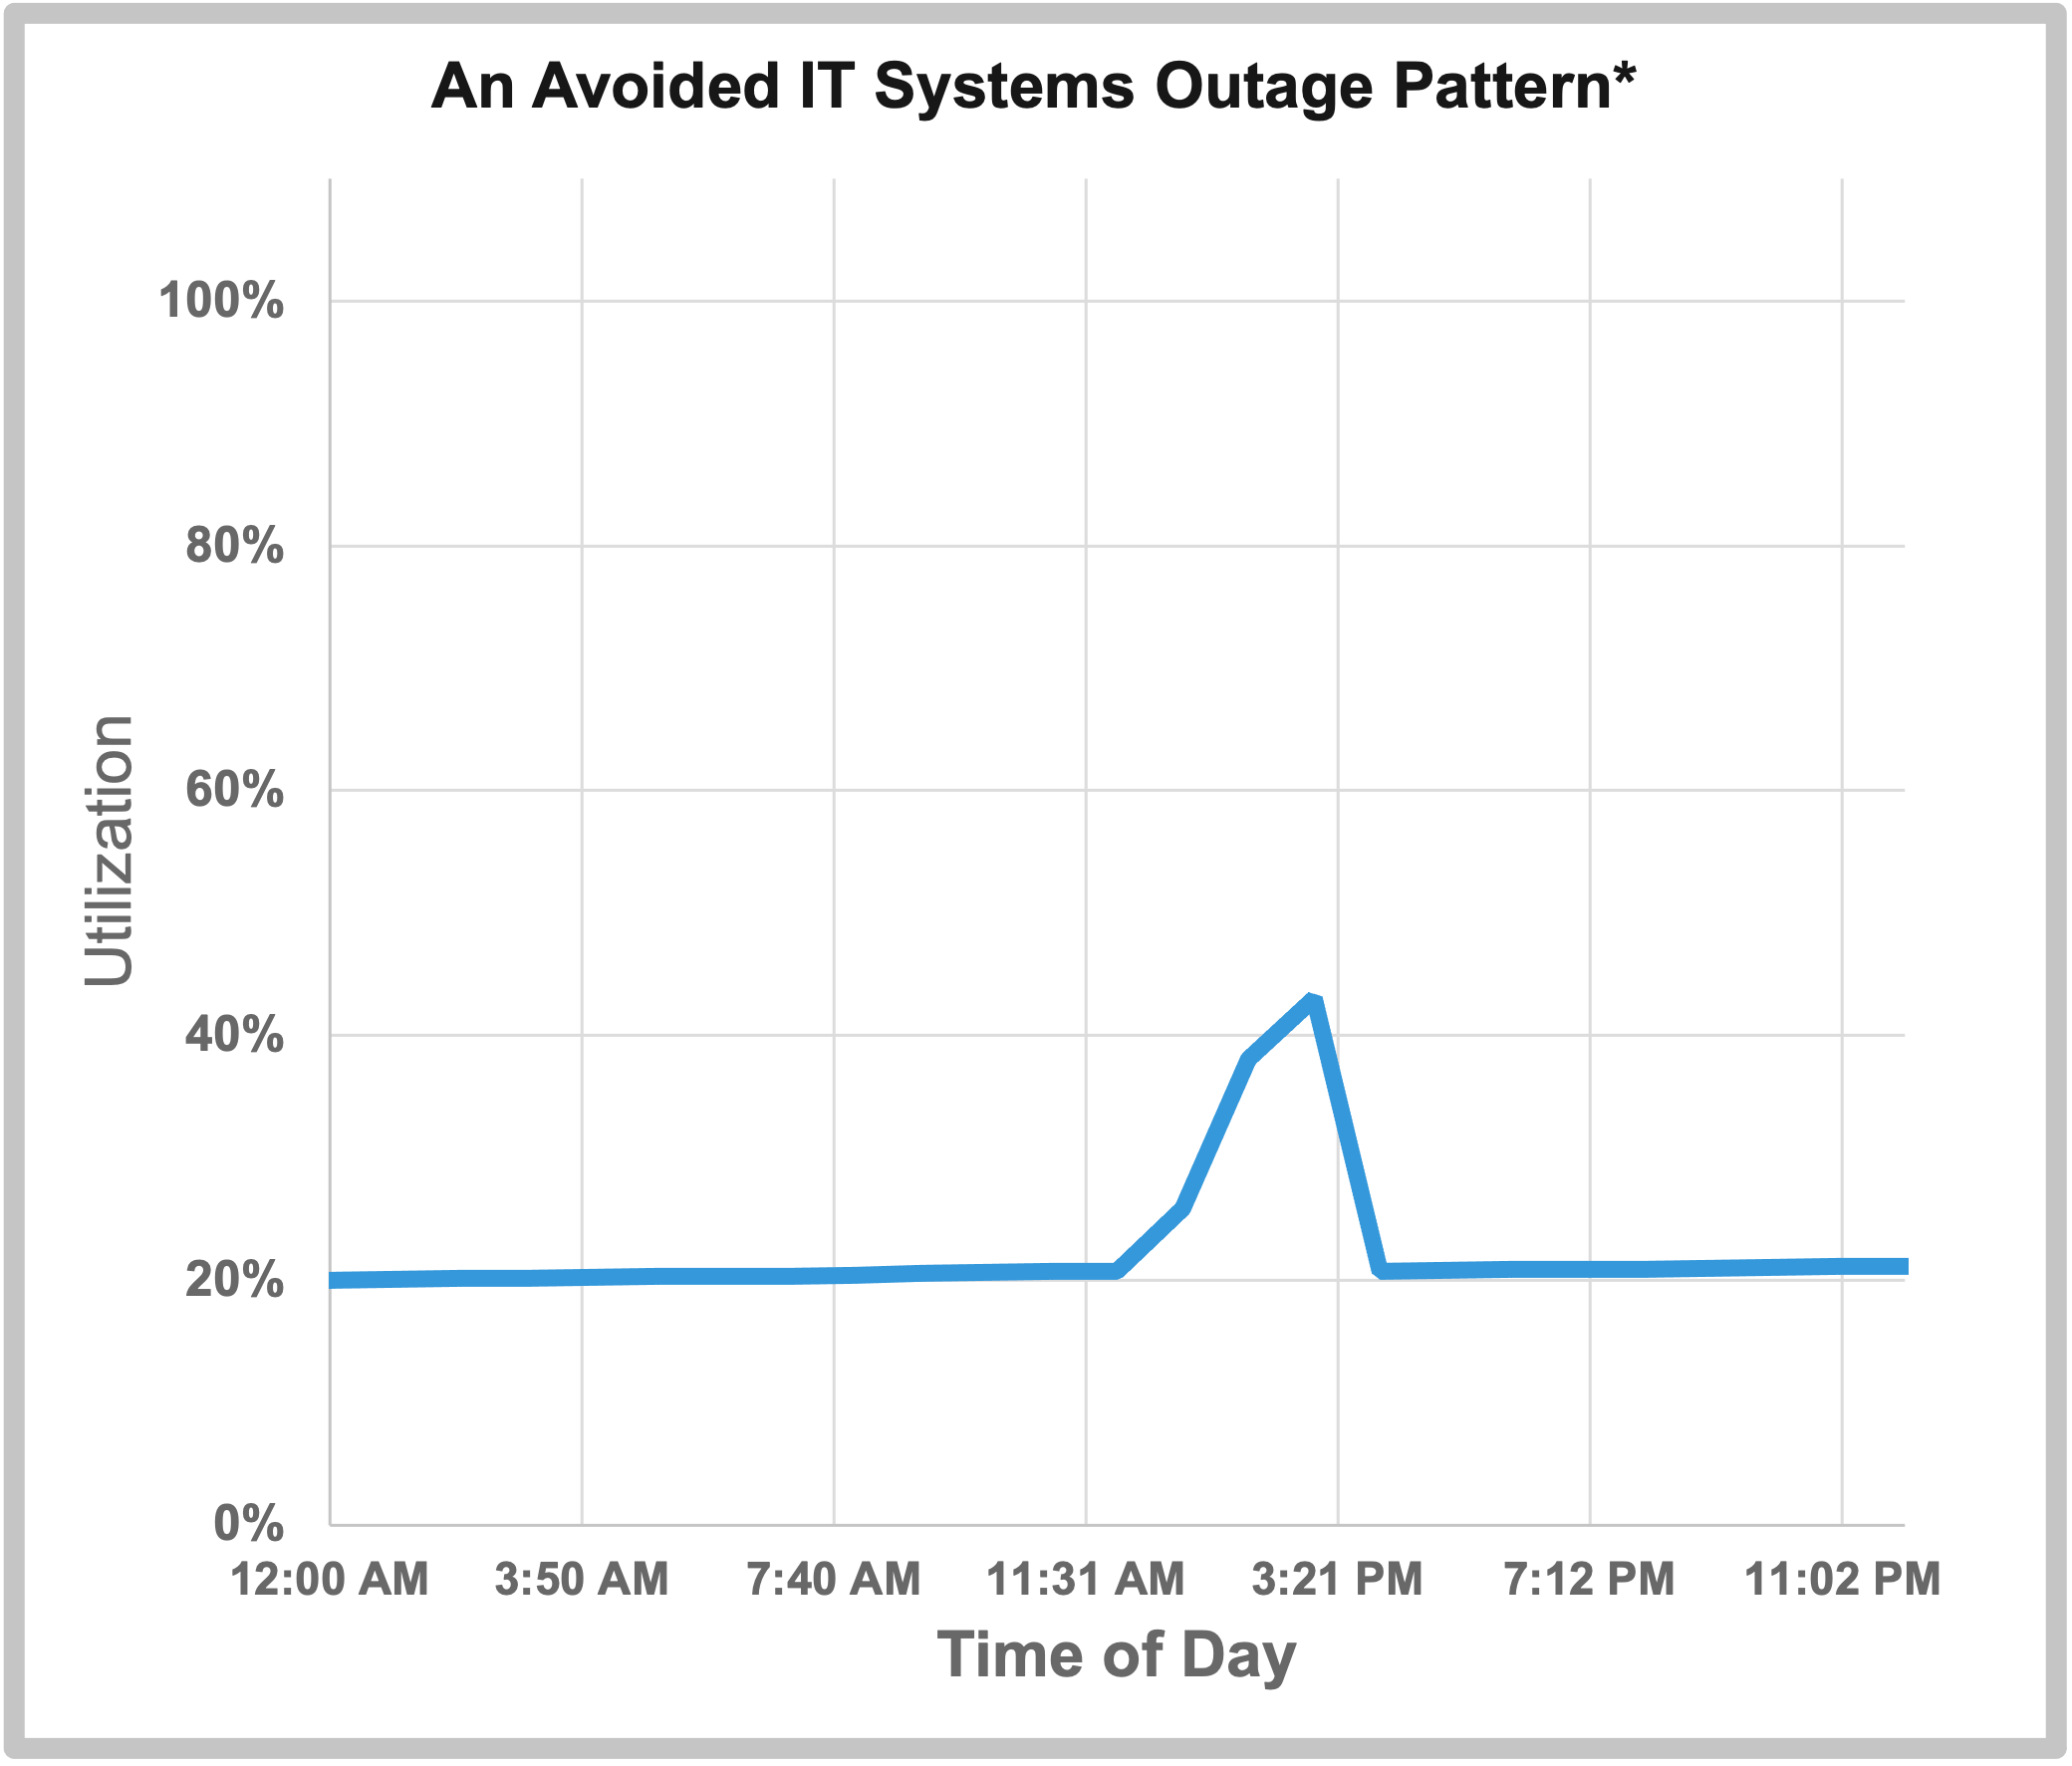 An Avoided IT Systems Outage Pattern*
100%
80%
60%
40%
20%
0%
Utilization
12:00 AM 3:50 AM 7:40 AM 11:31 AM 3:21 PM 7:12 PM 11:02 PM
Time of Day